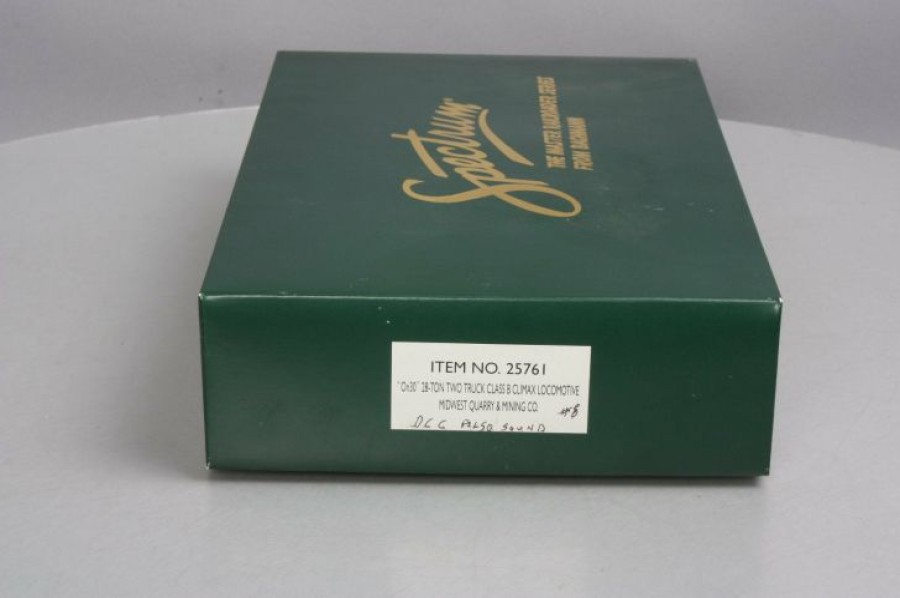 Spectrum
THE MASTER RAILROADER SERIES
FROM BACHMANN
ITEM NO. 25761
"On30" 28-TON TWO TRUCK CLASS B CLIMAX LOCOMOTIVE
MIDWEST QUARRY & MINING CO. #8
DCC ALSO SOUND